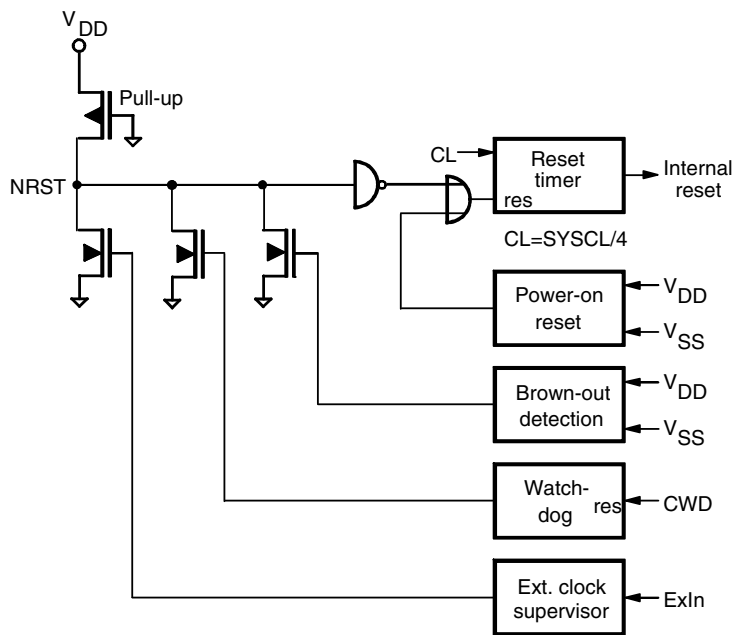 VDD
Pull-up
NRST
CL
Reset
timer
res
Internal
reset
CL=SYSCL/4
Power-on
reset
VDD
VSS
Brown-out
detection
VDD
VSS
Watch-
dog
res
CWD
Ext. clock
supervisor
ExIn